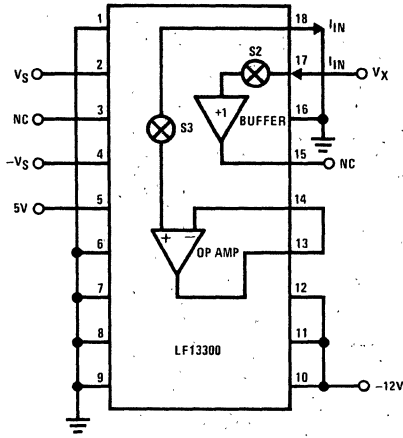 1
18
I_IN
V_S
2
S2
17
I_IN
V_X
NC
3
+1
BUFFER
16
S3
-V_S
4
15
NC
5V
5
14
+
−
OP AMP
6
13
7
12
8
LF13300
11
9
10
-12V